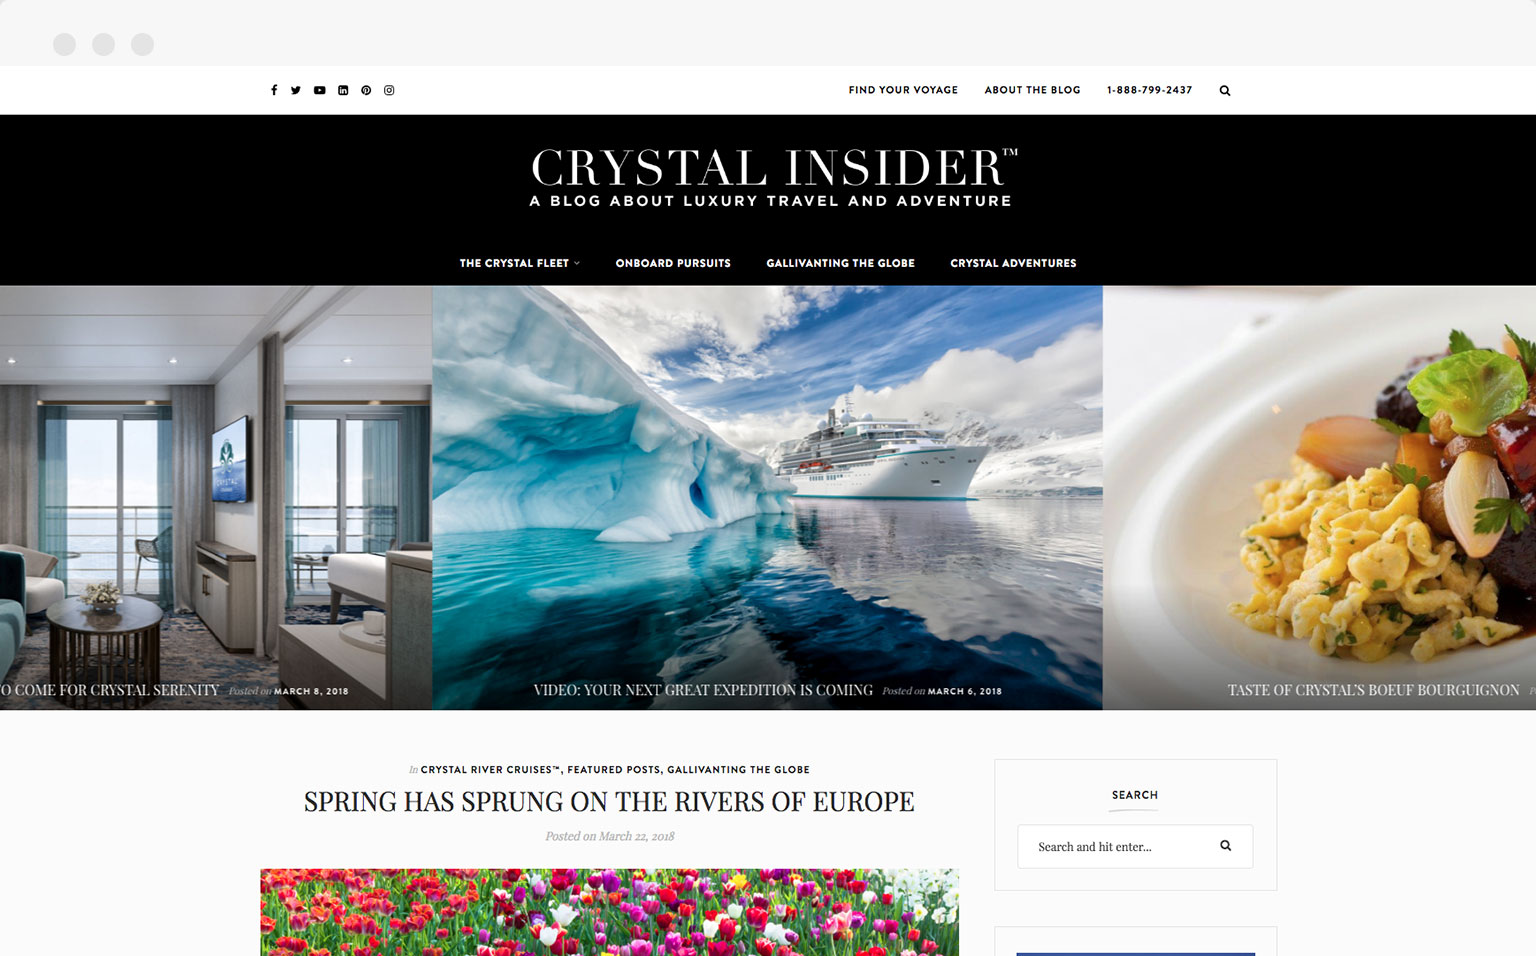 FIND YOUR VOYAGE ABOUT THE BLOG 1-888-799-2437
CRYSTAL INSIDER™
A BLOG ABOUT LUXURY TRAVEL AND ADVENTURE
THE CRYSTAL FLEET ONBOARD PURSUITS GALLIVANTING THE GLOBE CRYSTAL ADVENTURES
CRYSTAL
O COME FOR CRYSTAL SERENITY Posted on MARCH 8, 2018
VIDEO: YOUR NEXT GREAT EXPEDITION IS COMING Posted on MARCH 6, 2018
TASTE OF CRYSTAL'S BOEUF BOURGUIGNON
In CRYSTAL RIVER CRUISES™, FEATURED POSTS, GALLIVANTING THE GLOBE
SPRING HAS SPRUNG ON THE RIVERS OF EUROPE
Posted on March 22, 2018
SEARCH
Search and hit enter...